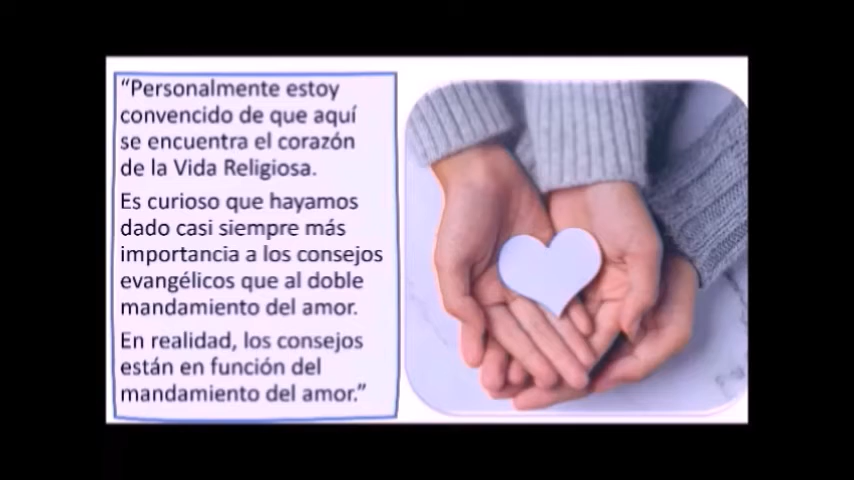 “Personalmente estoy
convencido de que aquí
se encuentra el corazón
de la Vida Religiosa.
Es curioso que hayamos
dado casi siempre más
importancia a los consejos
evangélicos que al doble
mandamiento del amor.
En realidad, los consejos
están en función del
mandamiento del amor.”